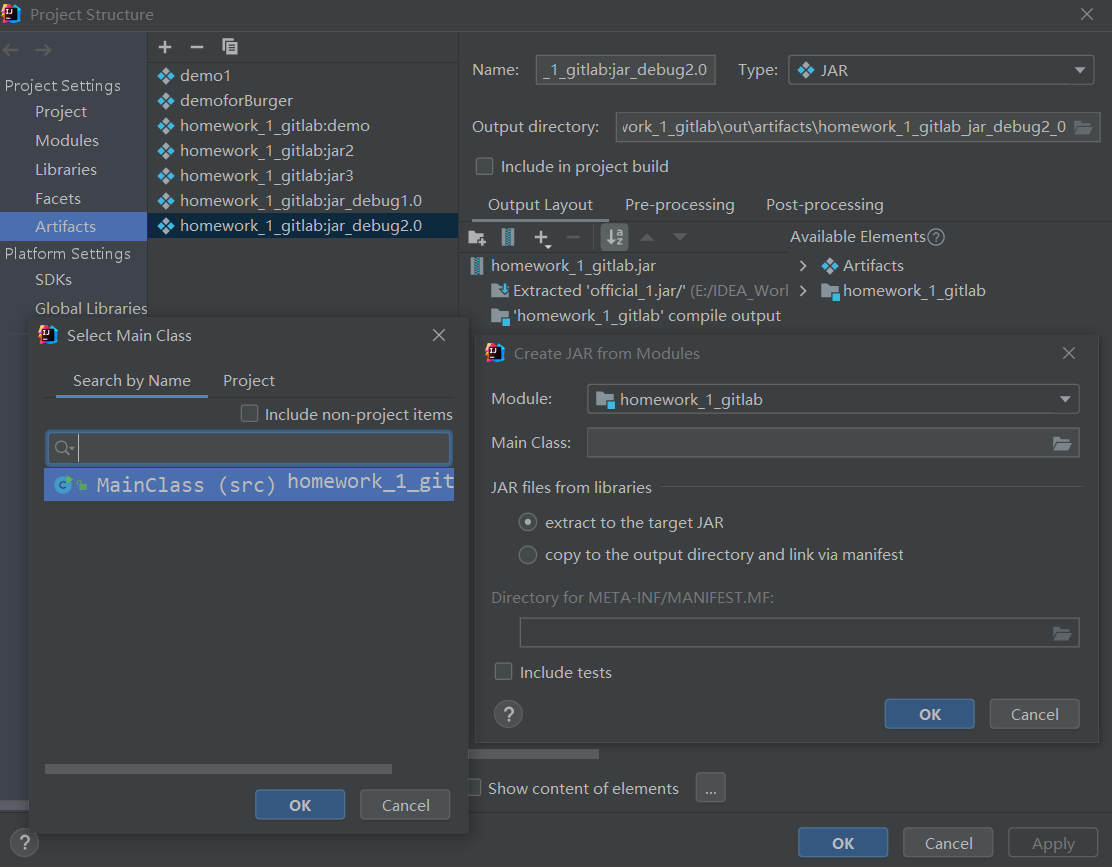 Project Structure
Project Settings
Project
Modules
Libraries
Facets
Artifacts
Platform Settings
SDKs
Global Libraries
demo1
demoforBurger
homework_1_gitlab:demo
homework_1_gitlab:jar2
homework_1_gitlab:jar3
homework_1_gitlab:jar_debug1.0
homework_1_gitlab:jar_debug2.0
Name: _1_gitlab:jar_debug2.0 Type: JAR
Output directory: work_1_gitlab\out\artifacts\homework_1_gitlab_jar_debug2_0
Include in project build
Output Layout Pre-processing Post-processing
Available Elements?
homework_1_gitlab.jar
Extracted 'official_1.jar/' (E:/IDEA_Worl
'homework_1_gitlab' compile output
Artifacts
homework_1_gitlab
Select Main Class
Search by Name Project
Include non-project items
MainClass (src) homework_1_git
OK Cancel
Create JAR from Modules
Module: homework_1_gitlab
Main Class:
JAR files from libraries
extract to the target JAR
copy to the output directory and link via manifest
Directory for META-INF/MANIFEST.MF:
Include tests
? OK Cancel
Show content of elements ...
? OK Cancel Apply